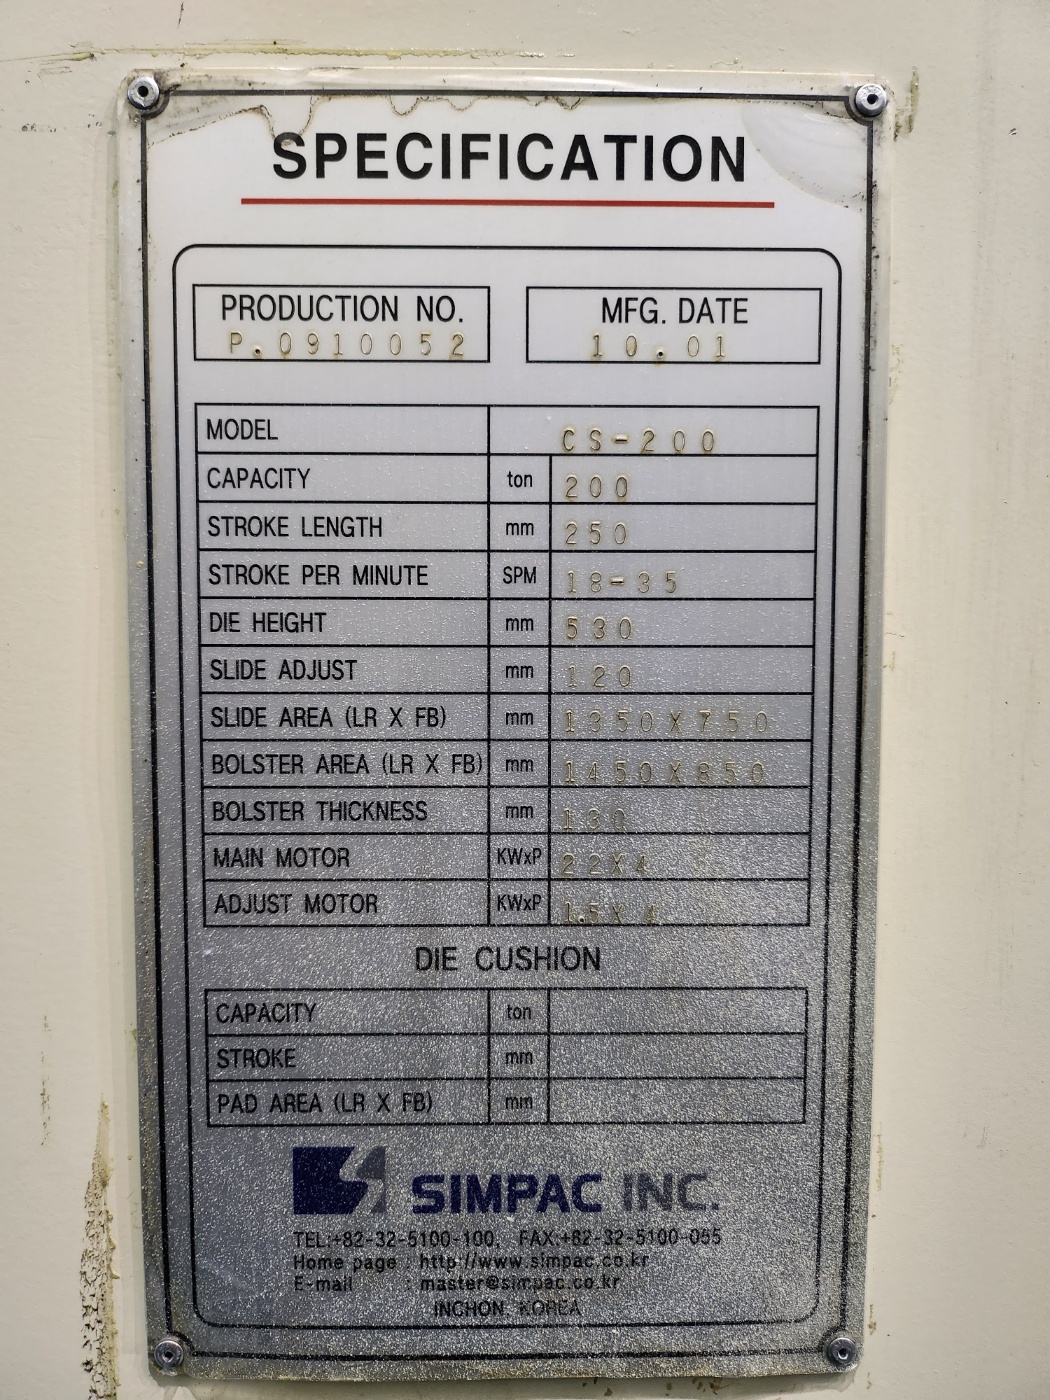 SPECIFICATION
PRODUCTION NO.
P.0910052
MFG. DATE
10.01
MODEL CS-200
CAPACITY ton 200
STROKE LENGTH mm 250
STROKE PER MINUTE SPM 18-35
DIE HEIGHT mm 530
SLIDE ADJUST mm 120
SLIDE AREA (LR X FB) mm 1350X750
BOLSTER AREA (LR X FB) mm 1450X850
BOLSTER THICKNESS mm 130
MAIN MOTOR KWxP 22X4
ADJUST MOTOR KWxP 1.5X 4
DIE CUSHION
CAPACITY ton
STROKE mm
PAD AREA (LR X FB) mm
SIMPAC INC.
TEL:+82-32-5100-100, FAX:+82-32-5100-055
Home page : http://www.simpac.co.kr
E-mail : master@simpac.co.kr
INCHON, KOREA